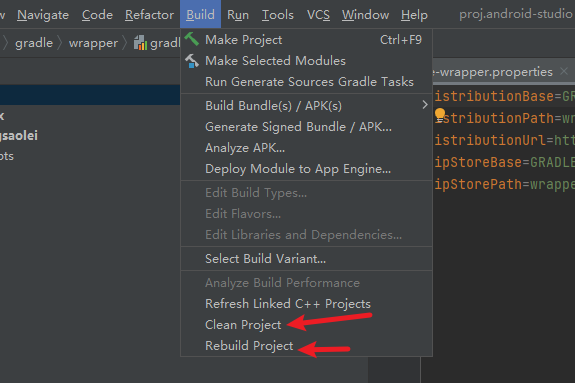 w Navigate Code Refactor Build Run Tools VCS Window Help proj.android-studio
gradle wrapper grad
Make Project Ctrl+F9
Make Selected Modules
e-wrapper.properties
Run Generate Sources Gradle Tasks
istributionBase=GR
Build Bundle(s) / APK(s)
x
istributionPath=wr
Generate Signed Bundle / APK...
gsaolei
istributionUrl=htt
Analyze APK...
pts
ipStoreBase=GRADLE
Deploy Module to App Engine...
ipStorePath=wrappe
Edit Build Types...
Edit Flavors...
Edit Libraries and Dependencies...
Select Build Variant...
Analyze Build Performance
Refresh Linked C++ Projects
Clean Project
Rebuild Project